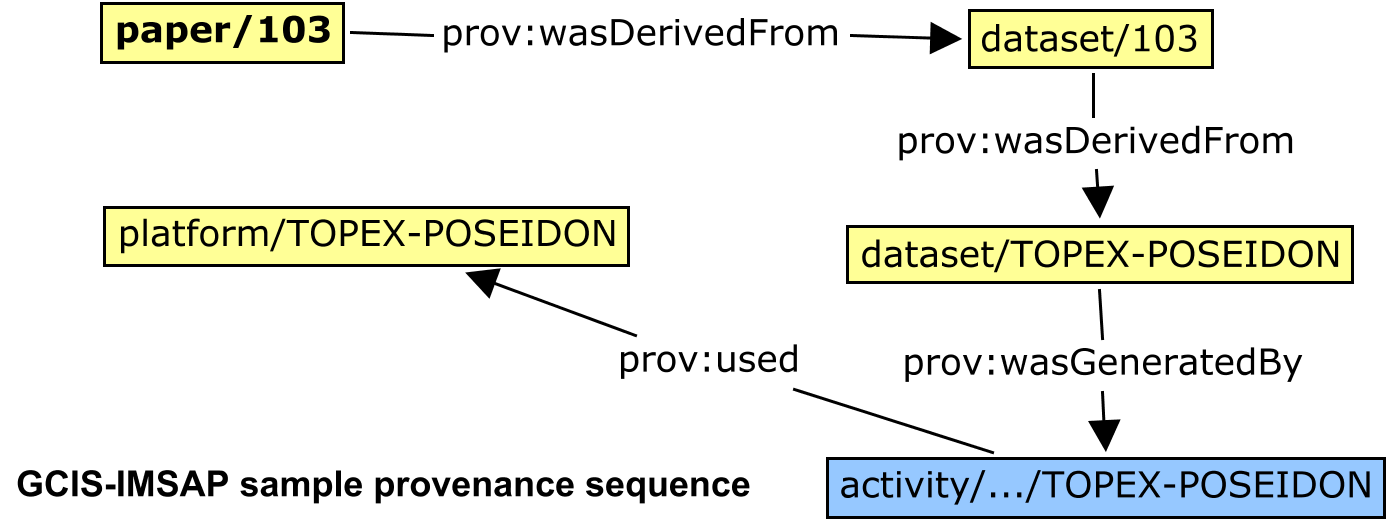 paper/103
prov:wasDerivedFrom
dataset/103
prov:wasDerivedFrom
platform/TOPEX-POSEIDON
dataset/TOPEX-POSEIDON
prov:used
prov:wasGeneratedBy
GCIS-IMSAP sample provenance sequence
activity/.../TOPEX-POSEIDON